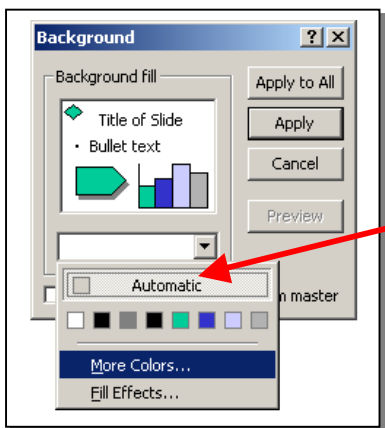 Background
Background fill
Apply to All
Title of Slide
Apply
• Bullet text
Cancel
Preview
Automatic
master
More Colors...
Fill Effects...